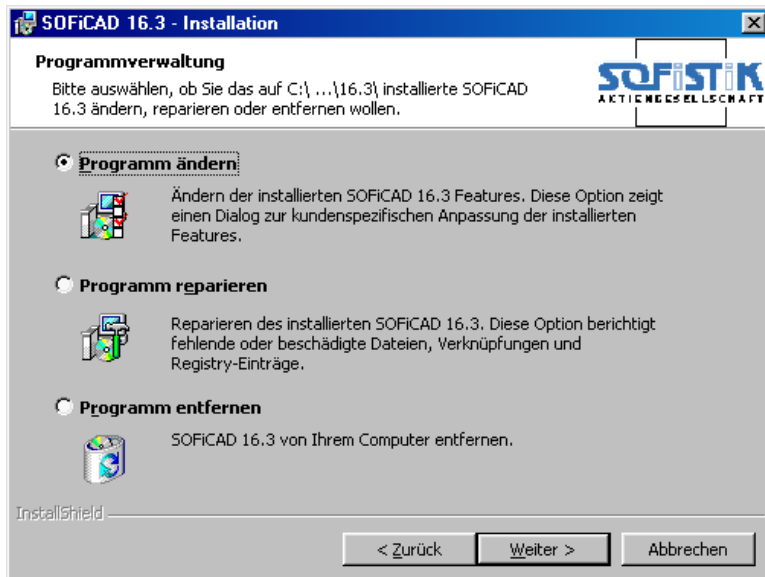 SOFiCAD 16.3 - Installation
Programmverwaltung
Bitte auswählen, ob Sie das auf C:\ ...\16.3\ installierte SOFiCAD
16.3 ändern, reparieren oder entfernen wollen.
SOFiSTiK
AKTIENGESELLSCHAFT
Programm ändern
Ändern der installierten SOFiCAD 16.3 Features. Diese Option zeigt
einen Dialog zur kundenspezifischen Anpassung der installierten
Features.
Programm reparieren
Reparieren des installierten SOFiCAD 16.3. Diese Option berichtigt
fehlende oder beschädigte Dateien, Verknüpfungen und
Registry-Einträge.
Programm entfernen
SOFiCAD 16.3 von Ihrem Computer entfernen.
InstallShield
< Zurück
Weiter >
Abbrechen